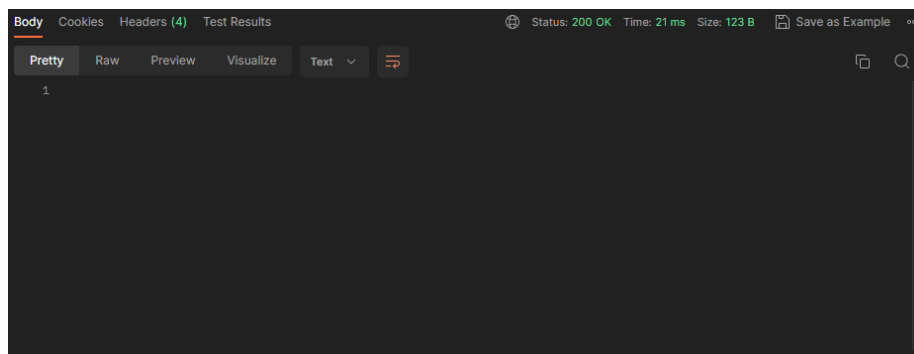 Body Cookies Headers (4) Test Results Status: 200 OK Time: 21 ms Size: 123 B Save as Example
Pretty Raw Preview Visualize Text
1